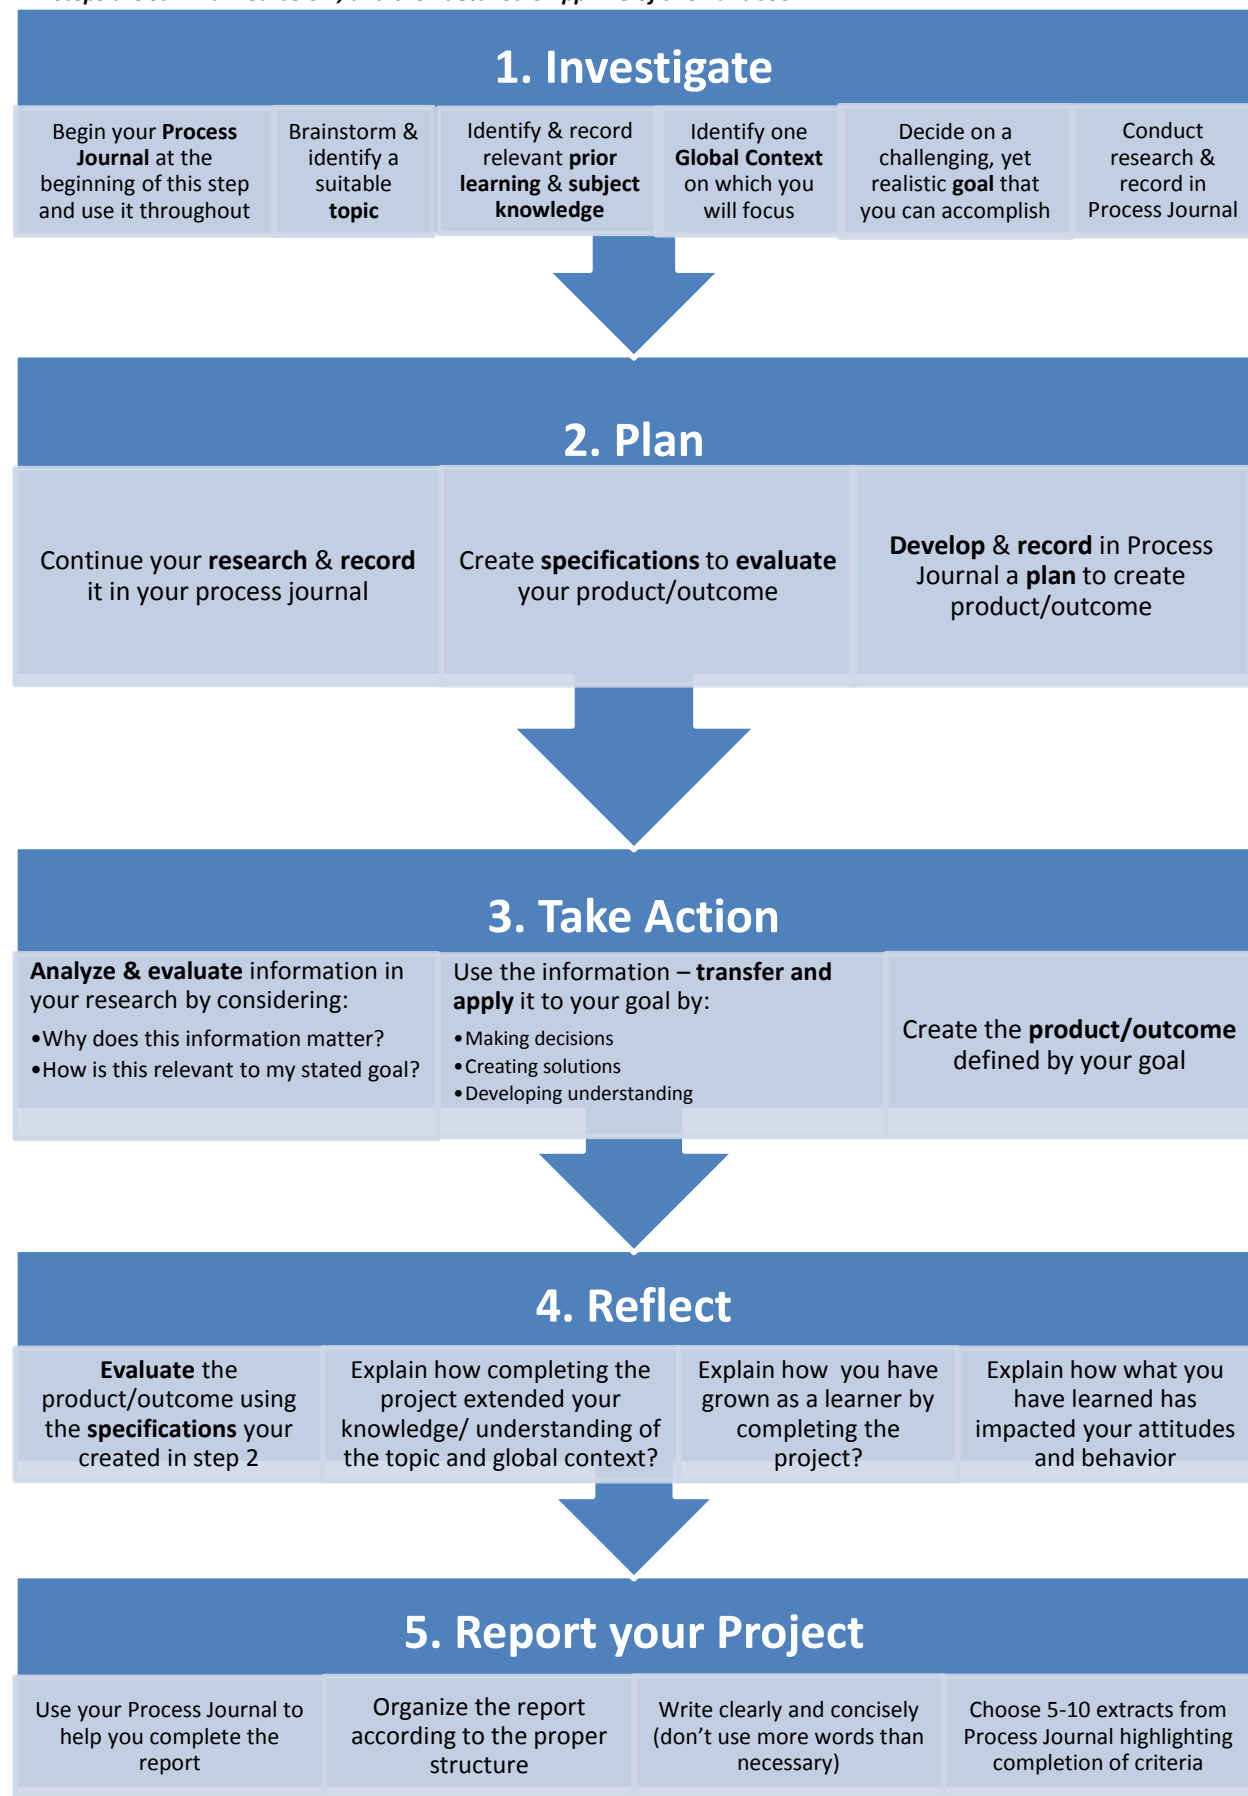 1. Investigate
Begin your Process
Journal at the
beginning of this step
and use it throughout
Brainstorm &
identify a
suitable
topic
Identify & record
relevant prior
learning & subject
knowledge
Identify one
Global Context
on which you
will focus
Decide on a
challenging, yet
realistic goal that
you can accomplish
Conduct
research &
record in
Process Journal
2. Plan
Continue your research & record
it in your process journal
Create specifications to evaluate
your product/outcome
Develop & record in Process
Journal a plan to create
product/outcome
3. Take Action
Analyze & evaluate information in
your research by considering:
•Why does this information matter?
•How is this relevant to my stated goal?
Use the information – transfer and
apply it to your goal by:
•Making decisions
•Creating solutions
•Developing understanding
Create the product/outcome
defined by your goal
4. Reflect
Evaluate the
product/outcome using
the specifications your
created in step 2
Explain how completing the
project extended your
knowledge/ understanding of
the topic and global context?
Explain how you have
grown as a learner by
completing the
project?
Explain how what you
have learned has
impacted your attitudes
and behavior
5. Report your Project
Use your Process Journal to
help you complete the
report
Organize the report
according to the proper
structure
Write clearly and concisely
(don't use more words than
necessary)
Choose 5-10 extracts from
Process Journal highlighting
completion of criteria